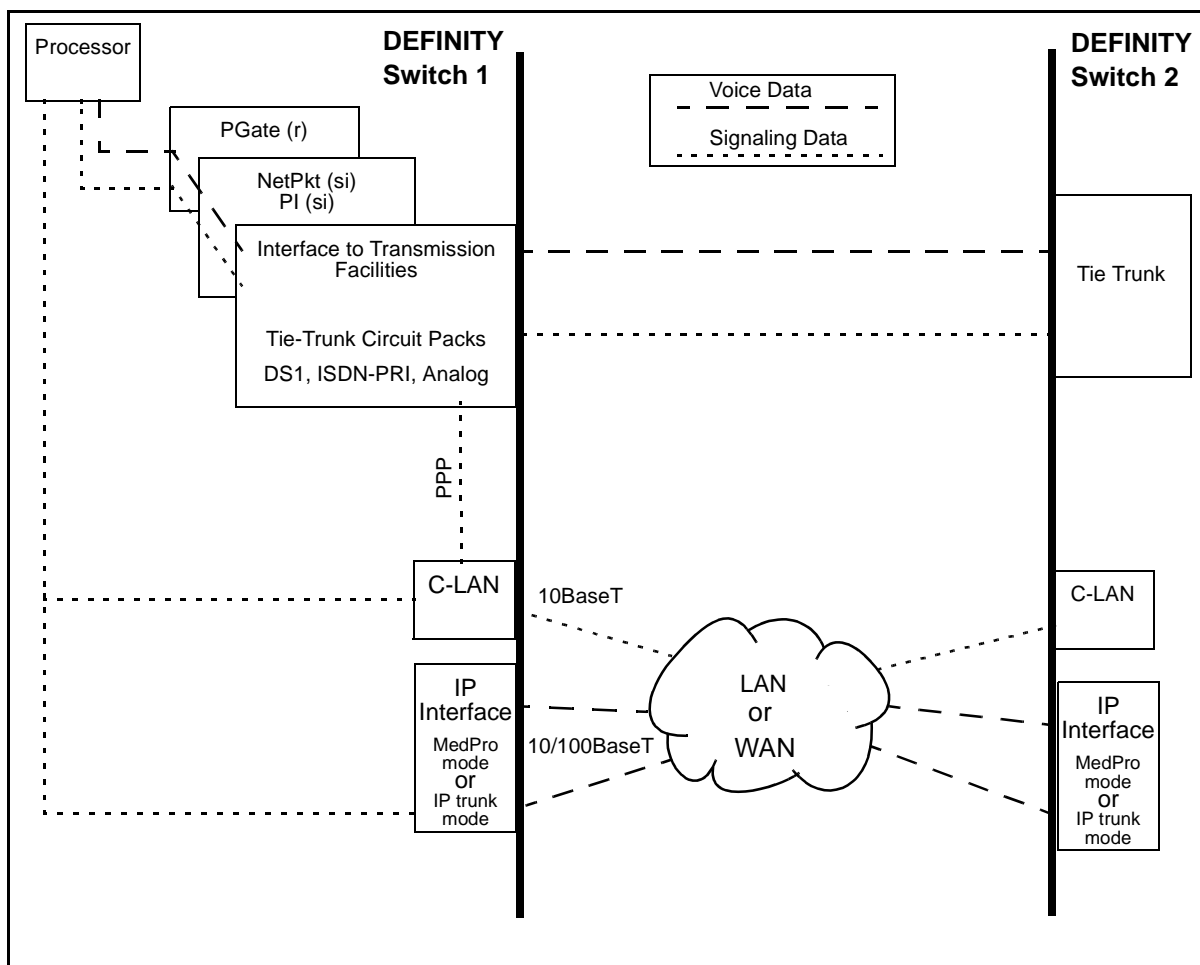 Processor
DEFINITY
Switch 1
DEFINITY
Switch 2
Voice Data
Signaling Data
PGate (r)
NetPkt (si)
PI (si)
Interface to Transmission
Facilities
Tie-Trunk Circuit Packs
DS1, ISDN-PRI, Analog
Tie Trunk
PPP
C-LAN
10BaseT
C-LAN
IP
Interface
MedPro
mode
or
IP trunk
mode
10/100BaseT
LAN
or
WAN
IP
Interface
MedPro
mode
or
IP trunk
mode